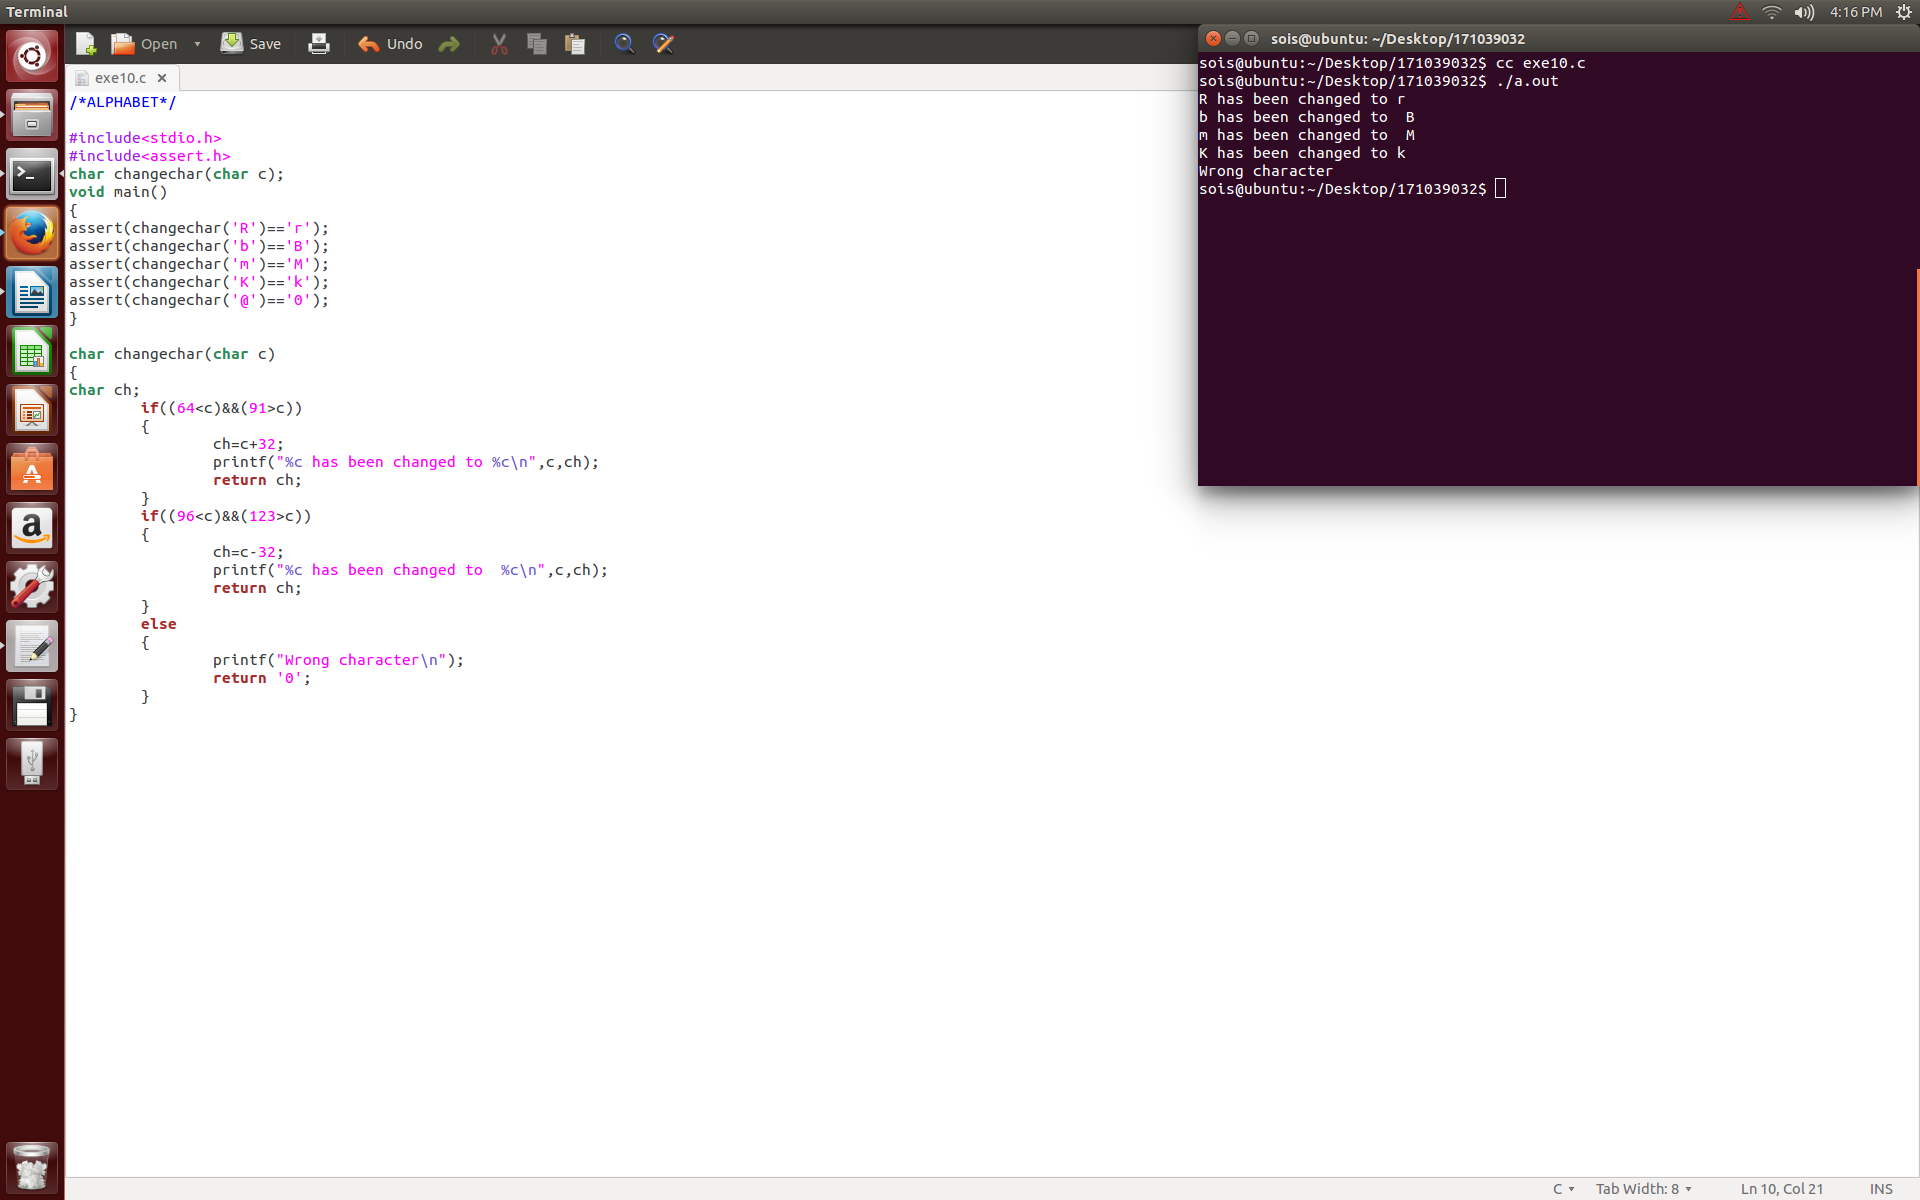 Terminal
4:16 PM
Open
Save
Undo
exe10.c
/*ALPHABET*/
#include<stdio.h>
#include<assert.h>
char changechar(char c);
void main()
{
assert(changechar('R')=='r');
assert(changechar('b')=='B');
assert(changechar('m')=='M');
assert(changechar('K')=='k');
assert(changechar('@')=='0');
}
char changechar(char c)
{
char ch;
if((64<c)&&(91>c))
{
ch=c+32;
printf("%c has been changed to %c\n",c,ch);
return ch;
}
if((96<c)&&(123>c))
{
ch=c-32;
printf("%c has been changed to  %c\n",c,ch);
return ch;
}
else
{
printf("Wrong character\n");
return '0';
}
}
sois@ubuntu: ~/Desktop/171039032
sois@ubuntu:~/Desktop/171039032$ cc exe10.c
sois@ubuntu:~/Desktop/171039032$ ./a.out
R has been changed to r
b has been changed to  B
m has been changed to  M
K has been changed to k
Wrong character
sois@ubuntu:~/Desktop/171039032$
C
Tab Width: 8
Ln 10, Col 21
INS